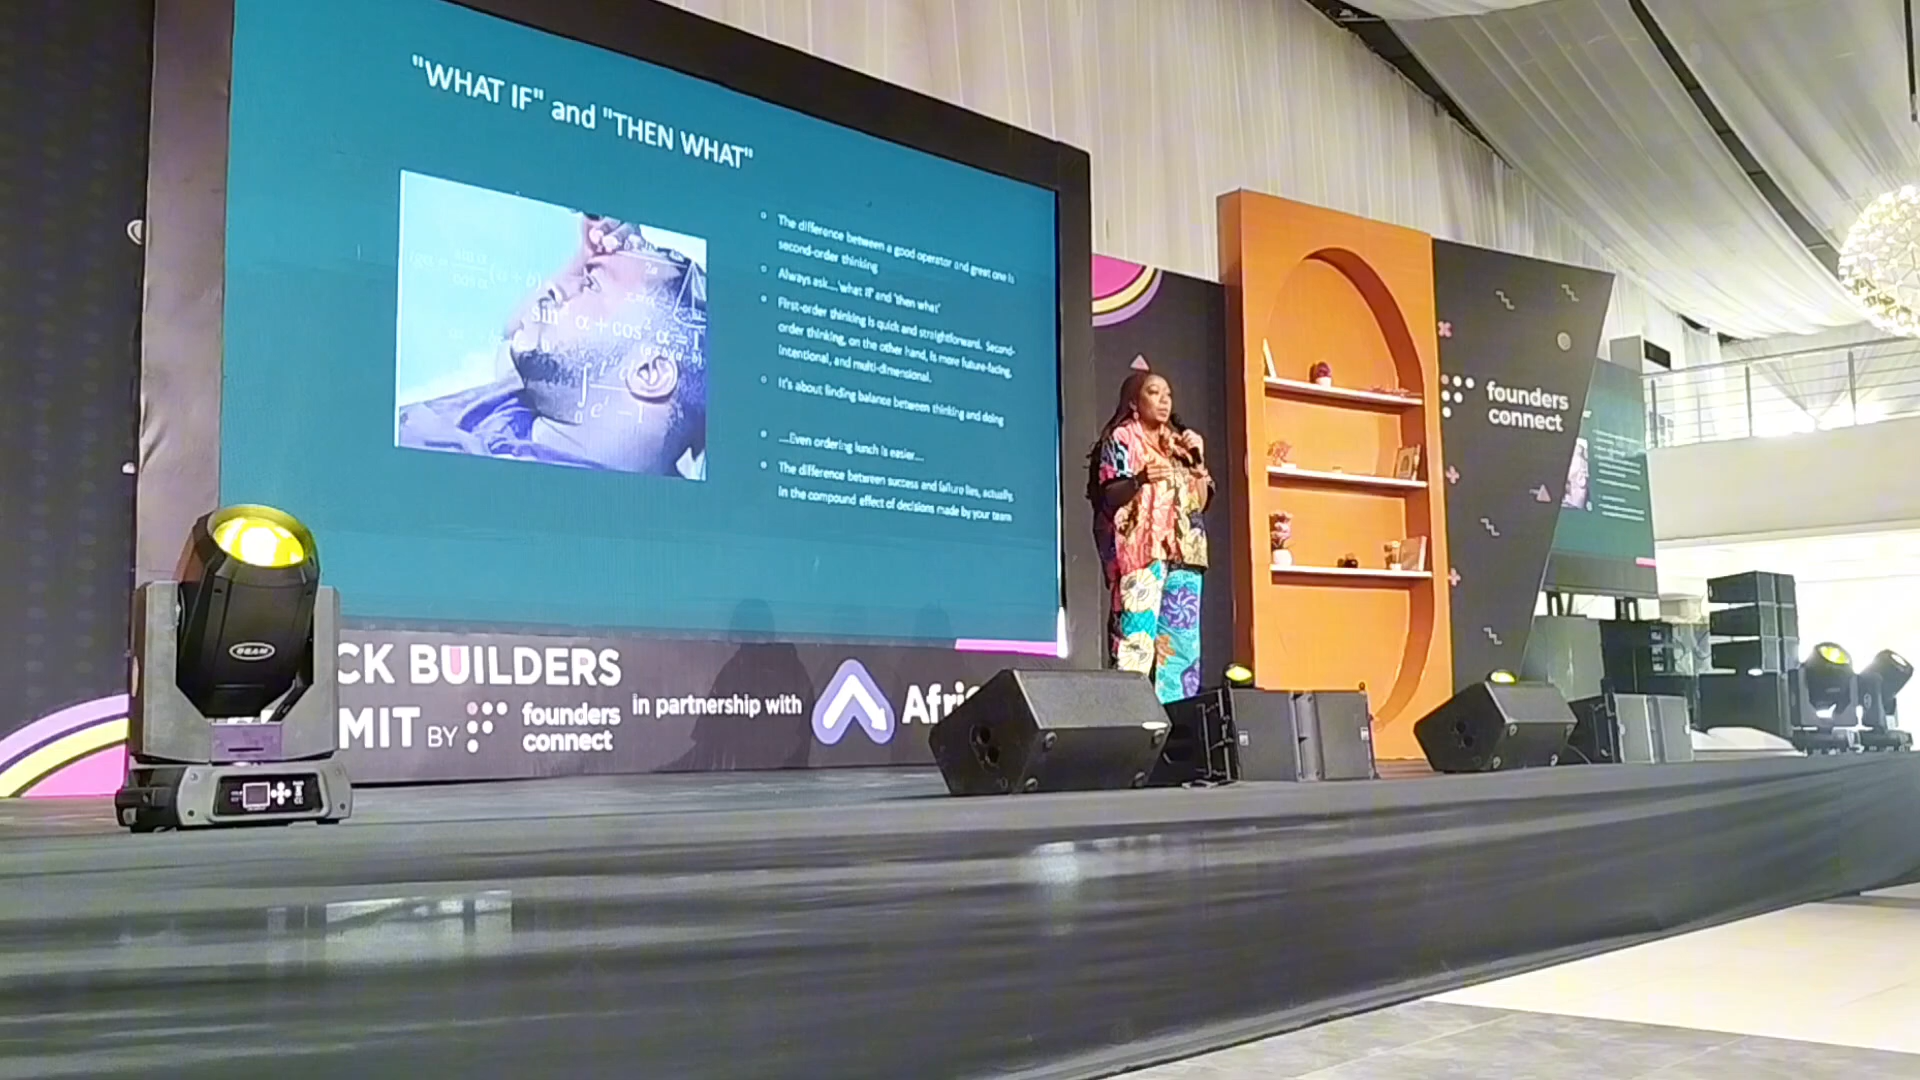 "WHAT IF" and "THEN WHAT"
The difference between a good operator and great one is
second-order thinking
Always ask.... 'what if' and 'then what'
First-order thinking is quick and straightforward. Second-
order thinking, on the other hand, is more future-facing,
intentional, and multi-dimensional.
It's about finding balance between thinking and doing
....Even ordering lunch is easier....
The difference between success and failure lies, actually,
in the compound effect of decisions made by your team
sin² α + cos² α = 1
founders
connect
CK BUILDERS
MIT BY founders
connect
in partnership with
Afri
BEAM